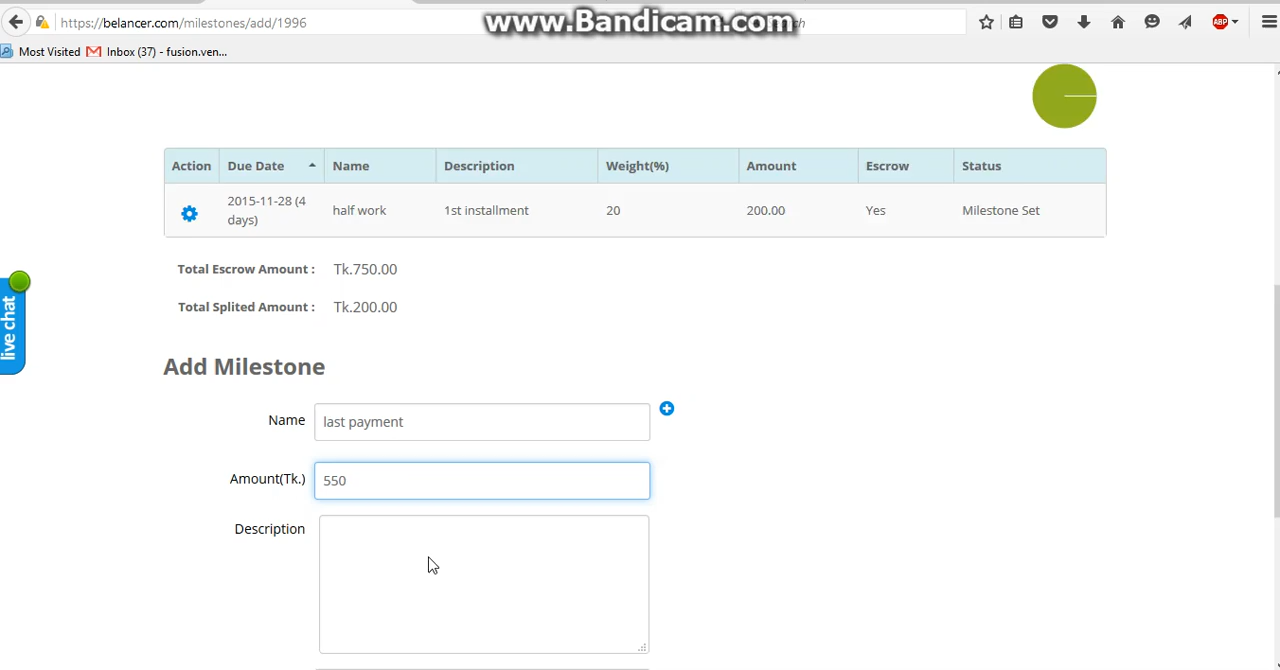 https://belancer.com/milestones/add/1996
www.Bandicam.com
ch
ABP
Most Visited
Inbox (37) - fusion.ven...
Action
Due Date
Name
Description
Weight(%)
Amount
Escrow
Status
2015-11-28 (4
days)
half work
1st installment
20
200.00
Yes
Milestone Set
Total Escrow Amount :
Tk.750.00
Total Splited Amount :
Tk.200.00
live chat
Add Milestone
Name
last payment
Amount(Tk.)
550
Description